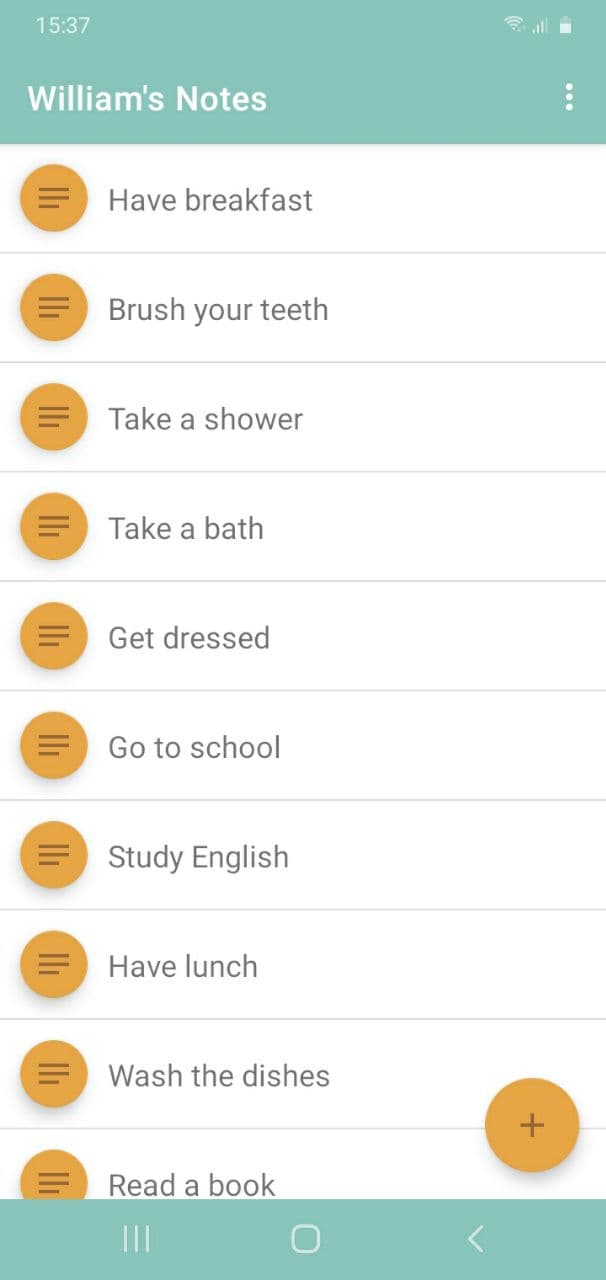 15:37
William's Notes
Have breakfast
Brush your teeth
Take a shower
Take a bath
Get dressed
Go to school
Study English
Have lunch
Wash the dishes
Read a book